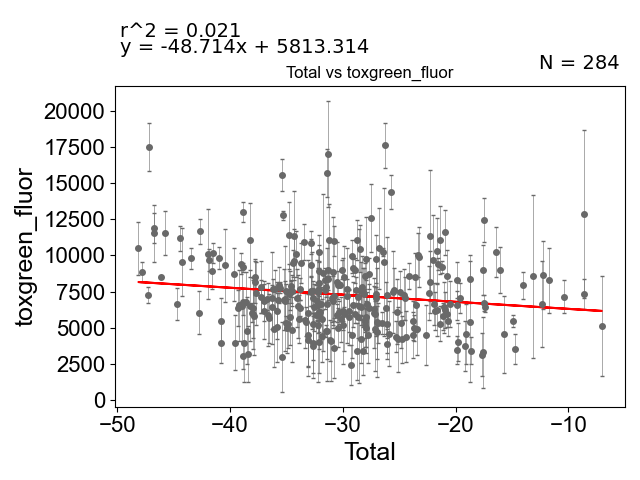 r^2 = 0.021
y = -48.714x + 5813.314
N = 284
Total vs toxgreen_fluor
toxgreen_fluor
20000
17500
15000
12500
10000
7500
5000
2500
0
−50
−40
−30
−20
−10
Total